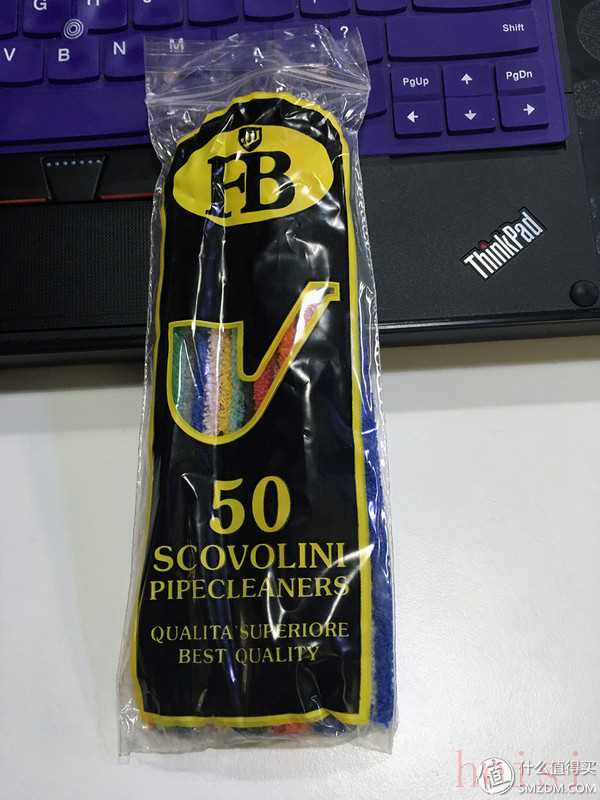 M
?
Shift
V
B
N
PgUp
PgDn
ThinkPad
FB
50
SCOVOLINI
PIPECLEANERS
QUALITA' SUPERIORE
BEST QUALITY
值 什么值得买
SMZDM.COM